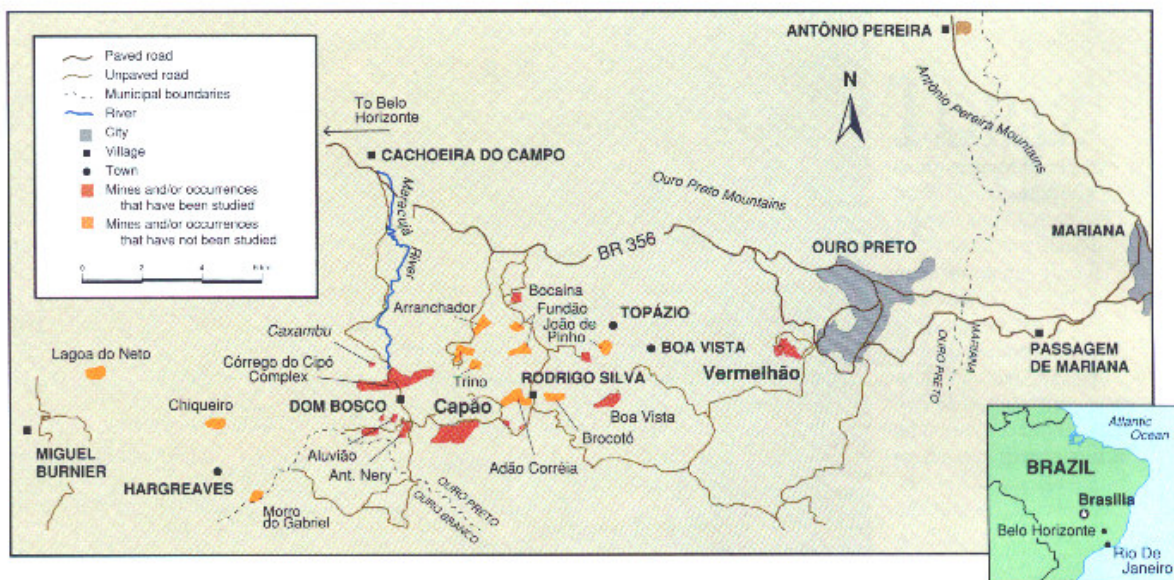 ANTÔNIO PEREIRA
Paved road
Unpaved road
Municipal boundaries
River
City
Village
Town
Mines and/or occurrences
that have been studied
Mines and/or occurrences
that have not been studied
0
4
To Belo
Horizonte
N
Antônio Pereira Mountains
CACHOEIRA DO CAMPO
Maracujá
River
Ouro Preto Mountains
BR 356
OURO PRETO
MARIANA
Arranchador
Bocaina
Fundão
João de
Pinho
TOPÁZIO
BOA VISTA
Vermelhão
OURO PRETO
MARIANA
PASSAGEM
DE MARIANA
Caxambu
Córrego do Cipó
Complex
Lagoa do Neto
Trino
RODRIGO SILVA
Chiqueiro
DOM BOSCO
Capão
Boa Vista
Brocotó
MIGUEL
BURNIER
Aluvião
Ant. Nery
Adão Corréia
HARGREAVES
Morro
do Gabriel
OURO PRETO
OURO BRANCO
Atlantic
Ocean
BRAZIL
Brasília
Belo Horizonte
Rio De
Janeiro